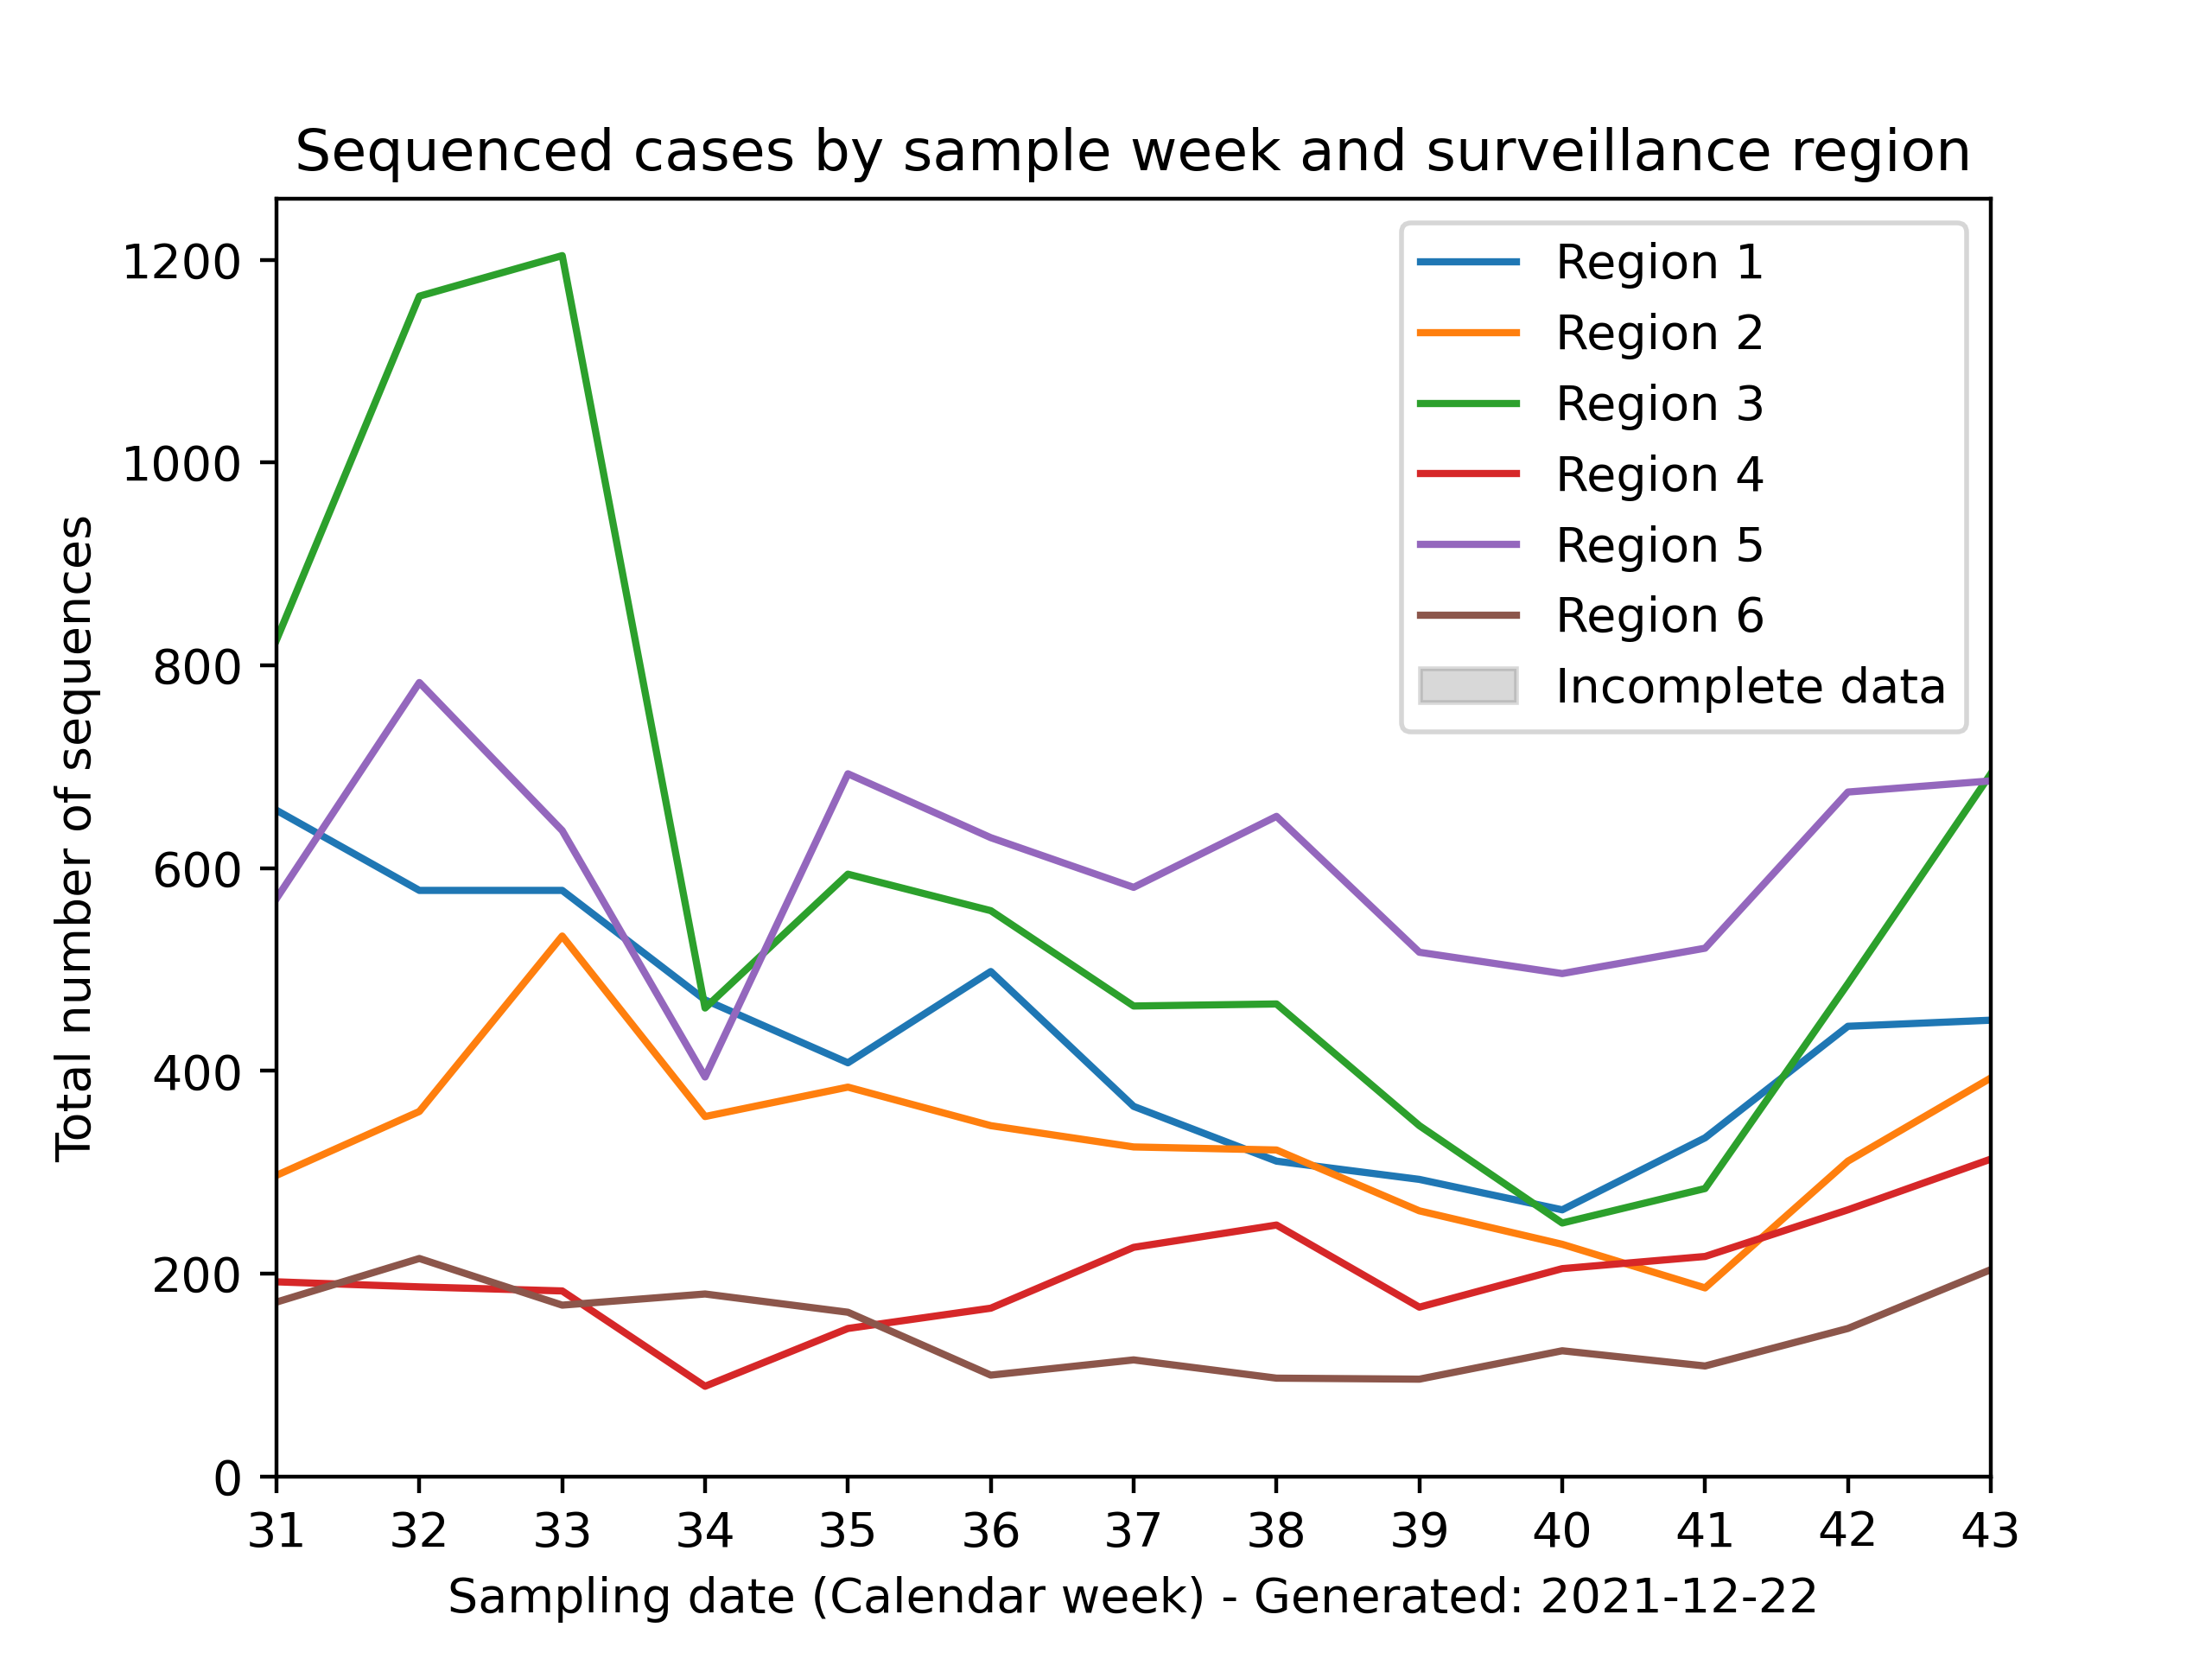 Sequenced cases by sample week and surveillance region
Total number of sequences
1200
1000
800
600
400
200
0
Region 1
Region 2
Region 3
Region 4
Region 5
Region 6
Incomplete data
31 32 33 34 35 36 37 38 39 40 41 42 43
Sampling date (Calendar week) - Generated: 2021-12-22